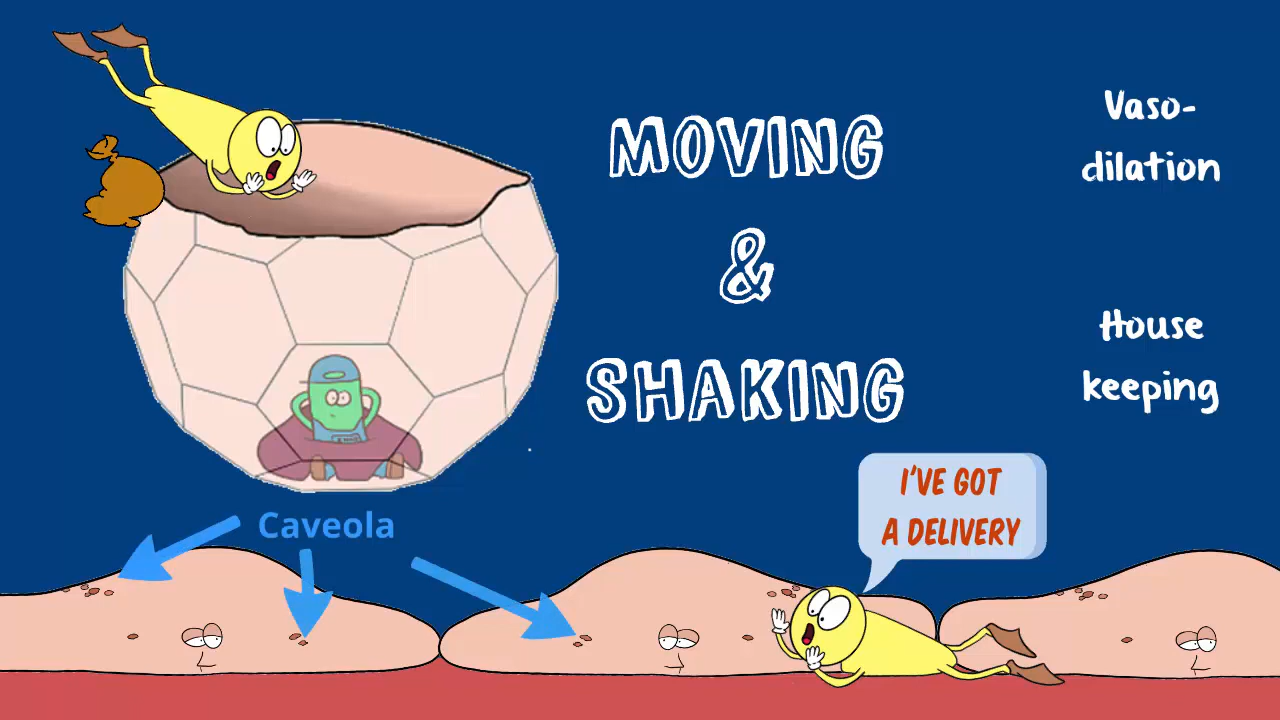 MOVING
&
SHAKING
Vaso-
dilation
House
keeping
I'VE GOT
A DELIVERY
Caveola